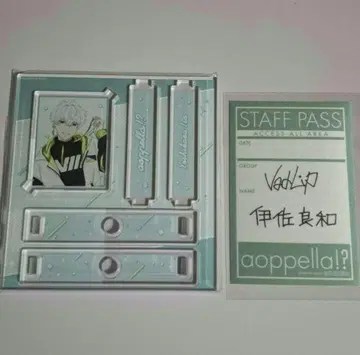 aoppella!?
STAFF PASS
ACCESS ALL AREA
DATE
GROUP
VadLip
NAME
伊佐良和
aoppella!?